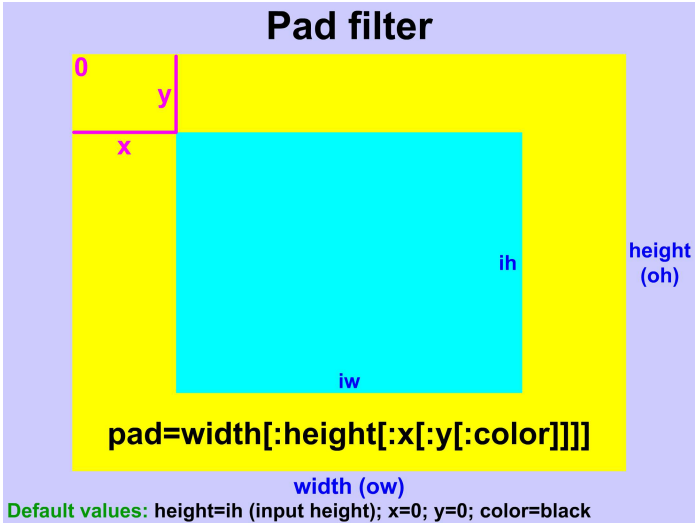 Pad filter
0
y
x
ih
height
(oh)
iw
pad=width[:height[:x[:y[:color]]]]
width (ow)
Default values: height=ih (input height); x=0; y=0; color=black